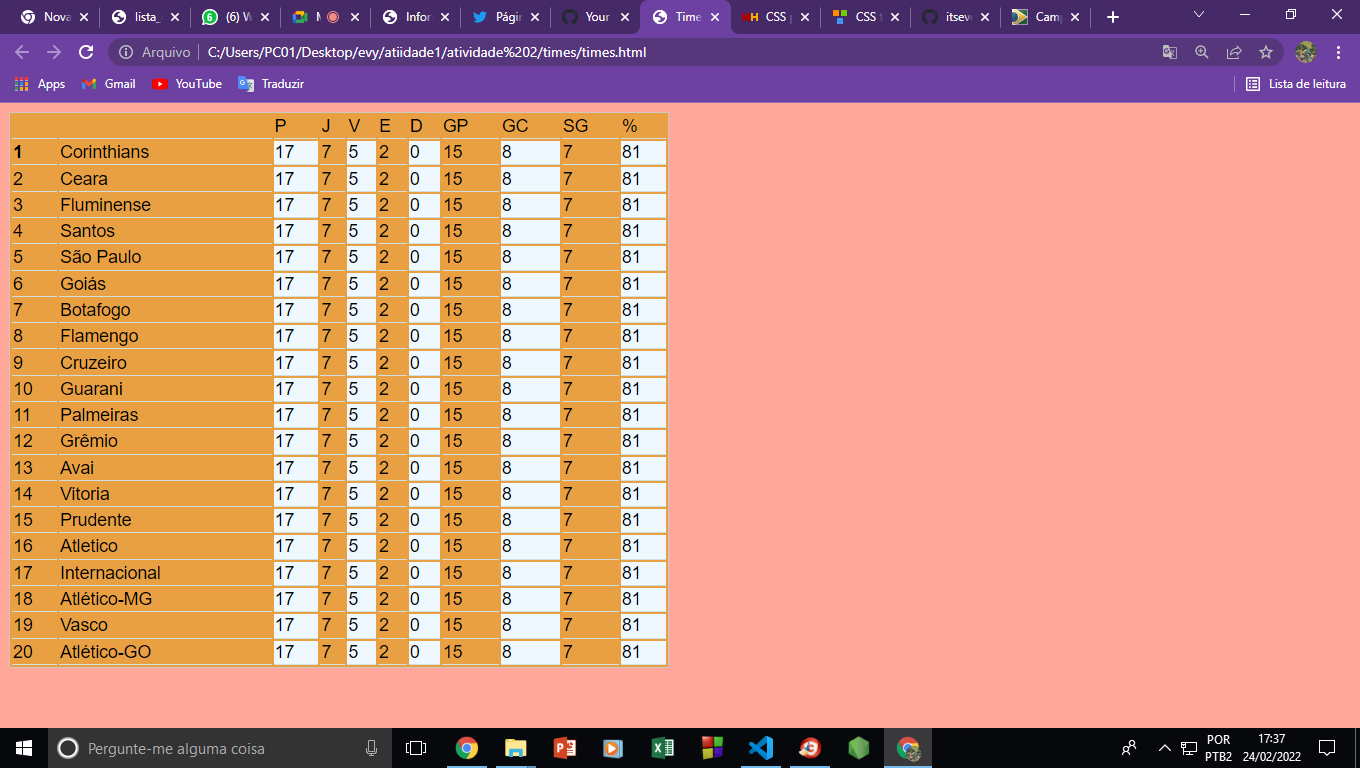 Nova lista_ (6) W M Infor Págir Your Time CSS CSS itseve Camp
Arquivo C:/Users/PC01/Desktop/evy/atiidade1/atividade%202/times/times.html
Apps Gmail YouTube Traduzir Lista de leitura
P J V E D GP GC SG %
1 Corinthians 17 7 5 2 0 15 8 7 81
2 Ceara 17 7 5 2 0 15 8 7 81
3 Fluminense 17 7 5 2 0 15 8 7 81
4 Santos 17 7 5 2 0 15 8 7 81
5 São Paulo 17 7 5 2 0 15 8 7 81
6 Goiás 17 7 5 2 0 15 8 7 81
7 Botafogo 17 7 5 2 0 15 8 7 81
8 Flamengo 17 7 5 2 0 15 8 7 81
9 Cruzeiro 17 7 5 2 0 15 8 7 81
10 Guarani 17 7 5 2 0 15 8 7 81
11 Palmeiras 17 7 5 2 0 15 8 7 81
12 Grêmio 17 7 5 2 0 15 8 7 81
13 Avai 17 7 5 2 0 15 8 7 81
14 Vitoria 17 7 5 2 0 15 8 7 81
15 Prudente 17 7 5 2 0 15 8 7 81
16 Atletico 17 7 5 2 0 15 8 7 81
17 Internacional 17 7 5 2 0 15 8 7 81
18 Atlético-MG 17 7 5 2 0 15 8 7 81
19 Vasco 17 7 5 2 0 15 8 7 81
20 Atlético-GO 17 7 5 2 0 15 8 7 81
Pergunte-me alguma coisa POR 17:37
PTB2 24/02/2022